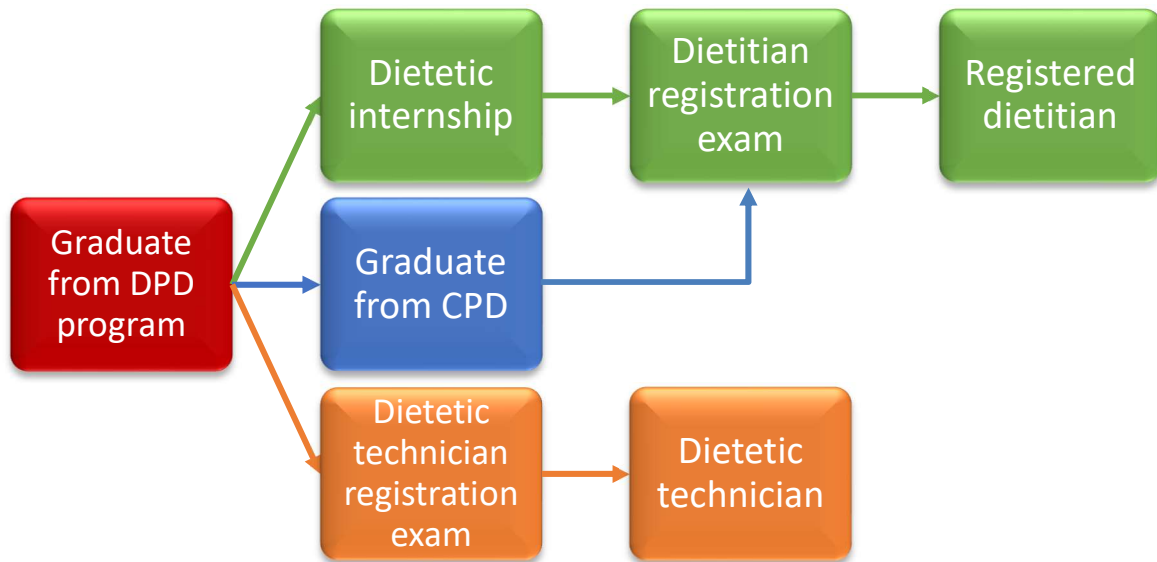 Graduate
from DPD
program
Dietetic
internship
Dietitian
registration
exam
Registered
dietitian
Graduate
from CPD
Dietetic
technician
registration
exam
Dietetic
technician